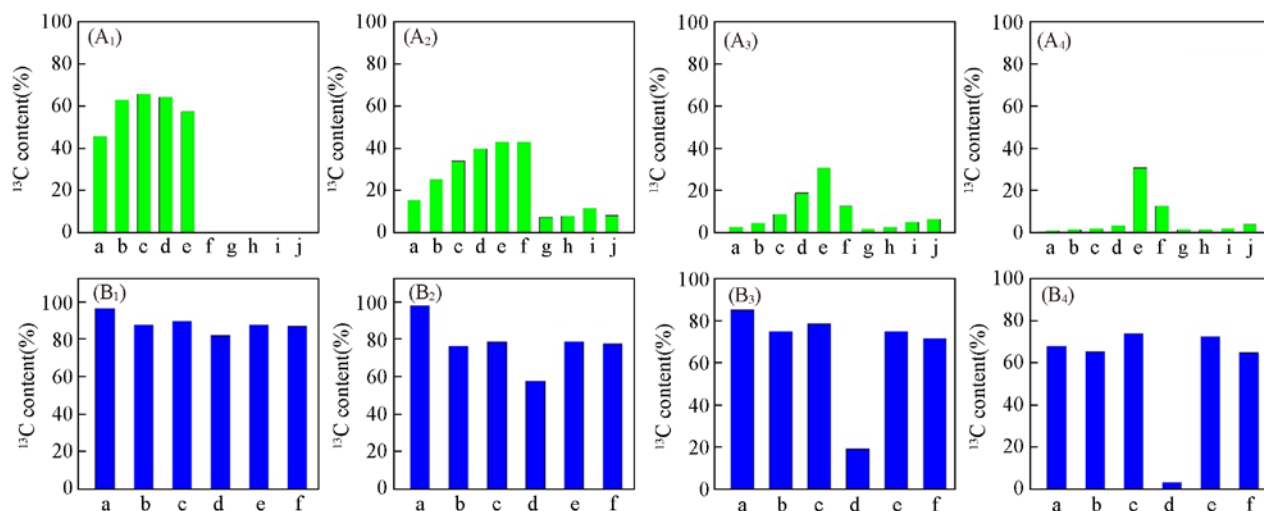 (A₁)
100
80
60
40
20
0
¹³C content(%)
a b c d e f g h i j
(A₂)
100
80
60
40
20
0
¹³C content(%)
a b c d e f g h i j
(A₃)
100
80
60
40
20
0
¹³C content(%)
a b c d e f g h i j
(A₄)
100
80
60
40
20
0
¹³C content(%)
a b c d e f g h i j
(B₁)
100
80
60
40
20
0
¹³C content(%)
a b c d e f
(B₂)
100
80
60
40
20
0
¹³C content(%)
a b c d e f
(B₃)
100
80
60
40
20
0
¹³C content(%)
a b c d e f
(B₄)
100
80
60
40
20
0
¹³C content(%)
a b c d e f